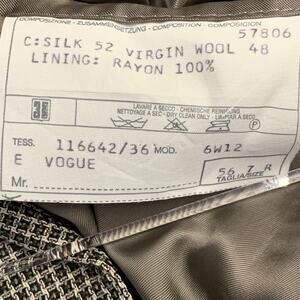 COMPOSIZIONE - ZUSAMMENSETZUNG - COMPOSITION - COMPOSICION
57806
C:SILK 52 VIRGIN WOOL 48
LINING: RAYON 100%
LAVARE A SECCO - CHEMISCHE REINIGUNG
NETTOYAGE A SEC - DRY CLEAN ONLY - LIMPIAR A SECO
TESS. 116642/36 MOD. 6W12
E VOGUE
Mr. 56 7 R
TAGLIA/SIZE